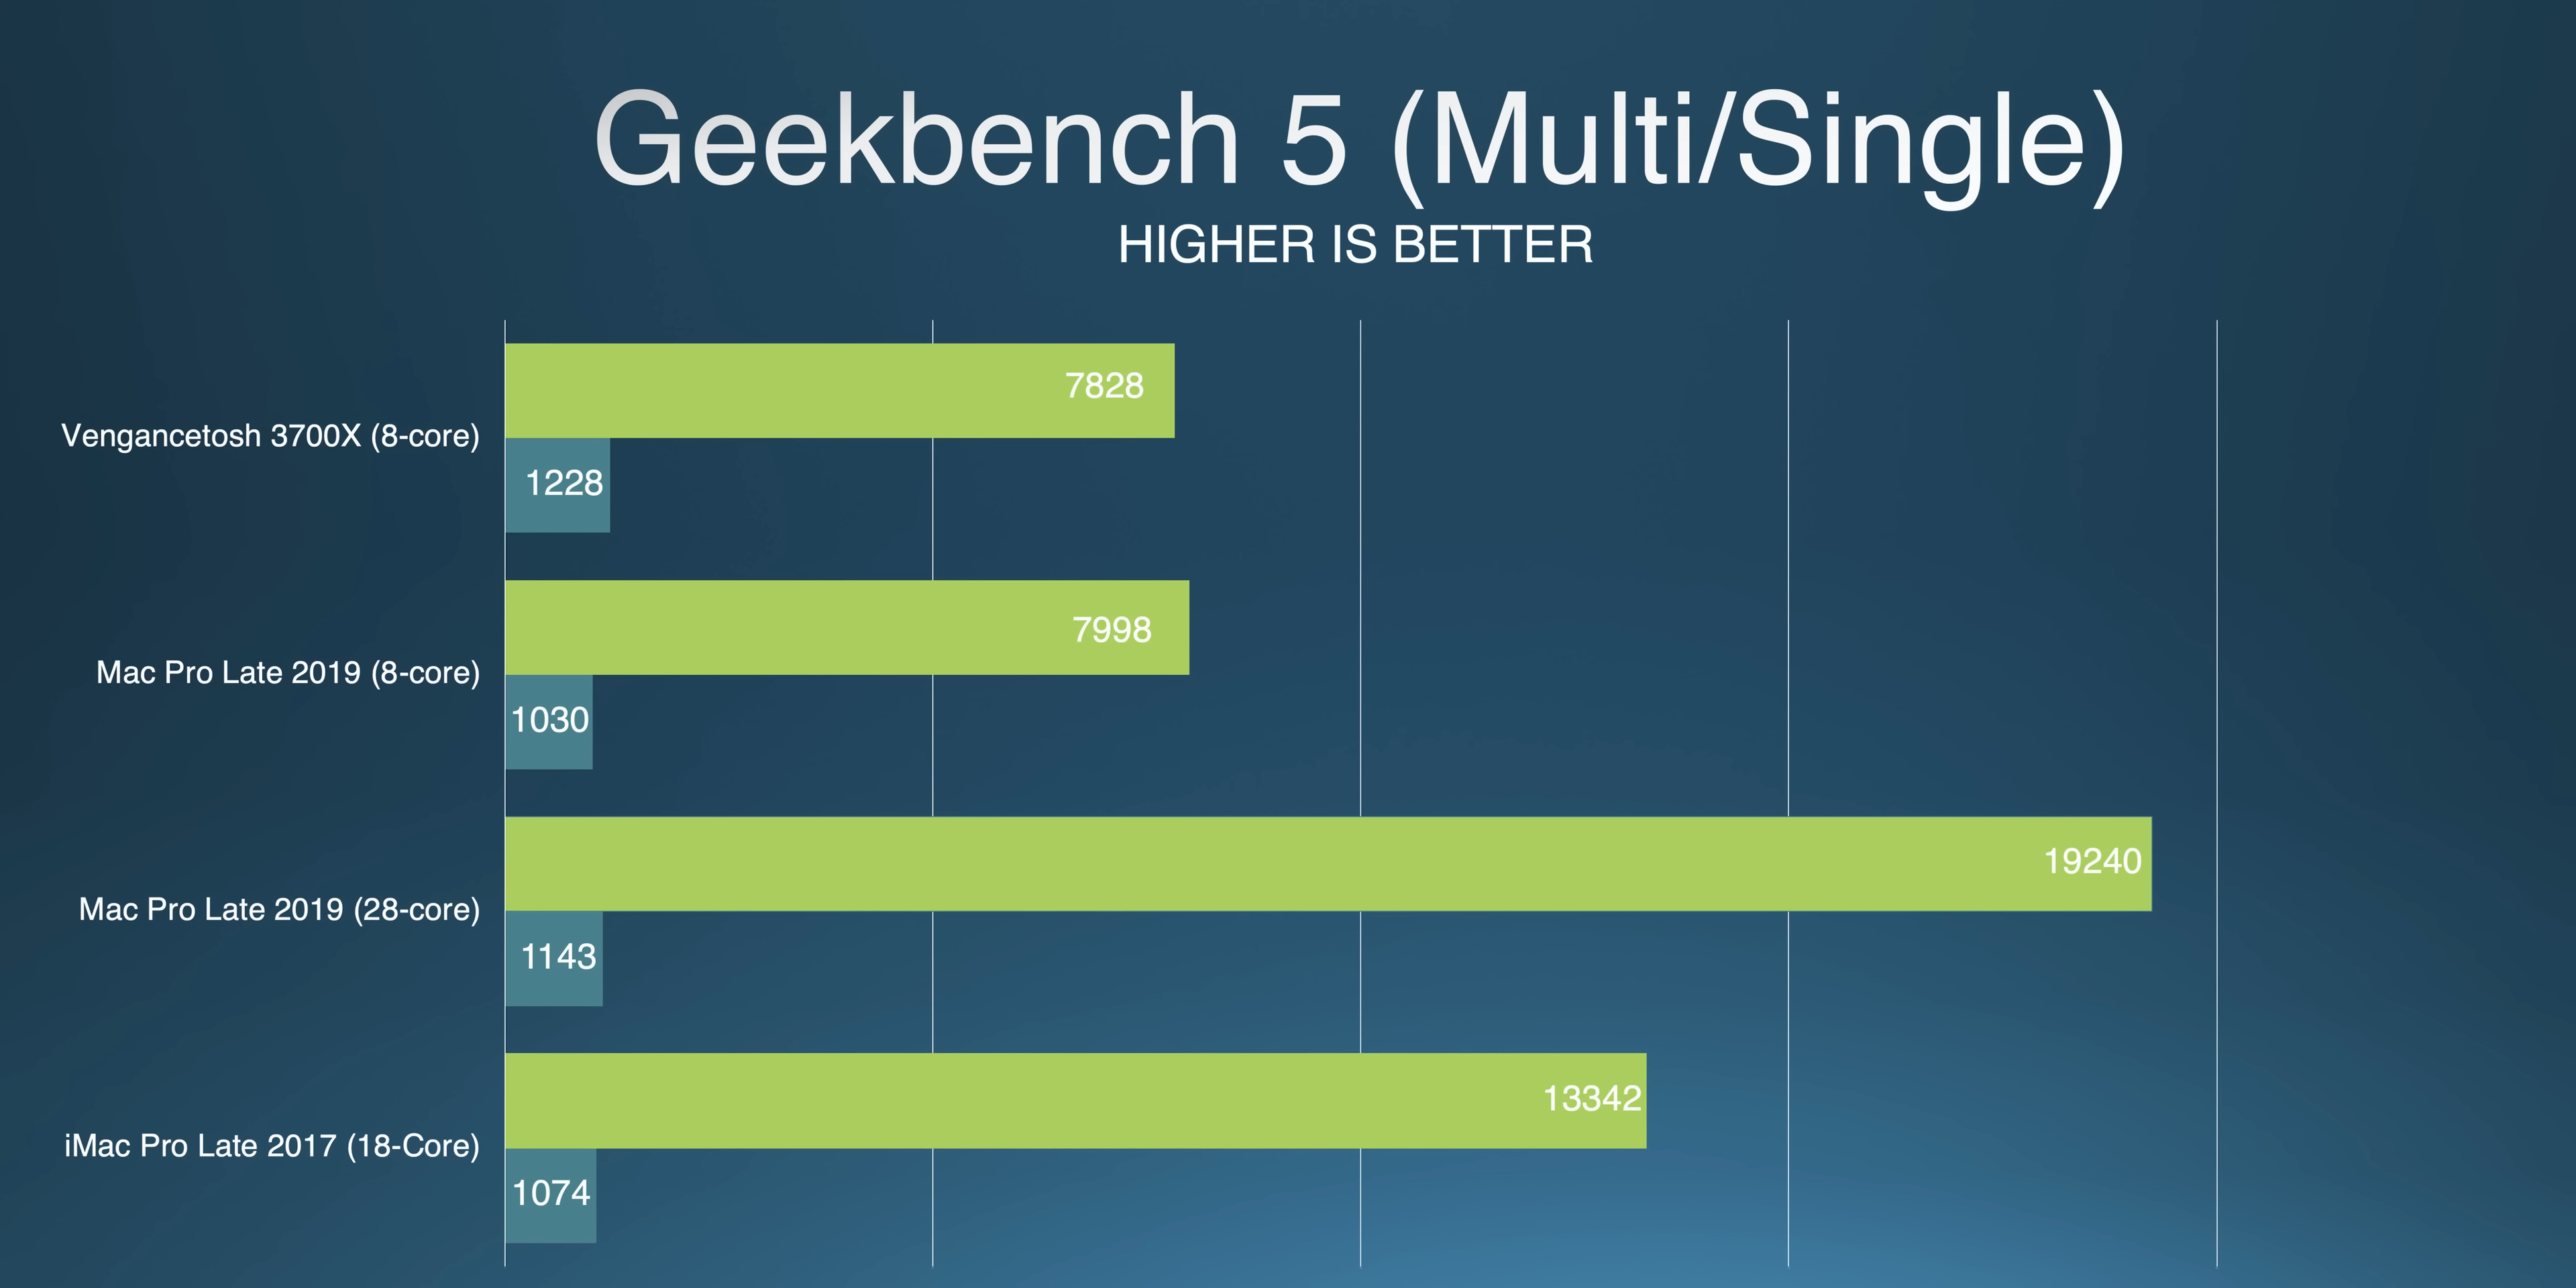 Geekbench 5 (Multi/Single)
HIGHER IS BETTER
7828
Vengancetosh 3700X (8-core)
1228
7998
Mac Pro Late 2019 (8-core)
1030
19240
Mac Pro Late 2019 (28-core)
1143
13342
iMac Pro Late 2017 (18-Core)
1074